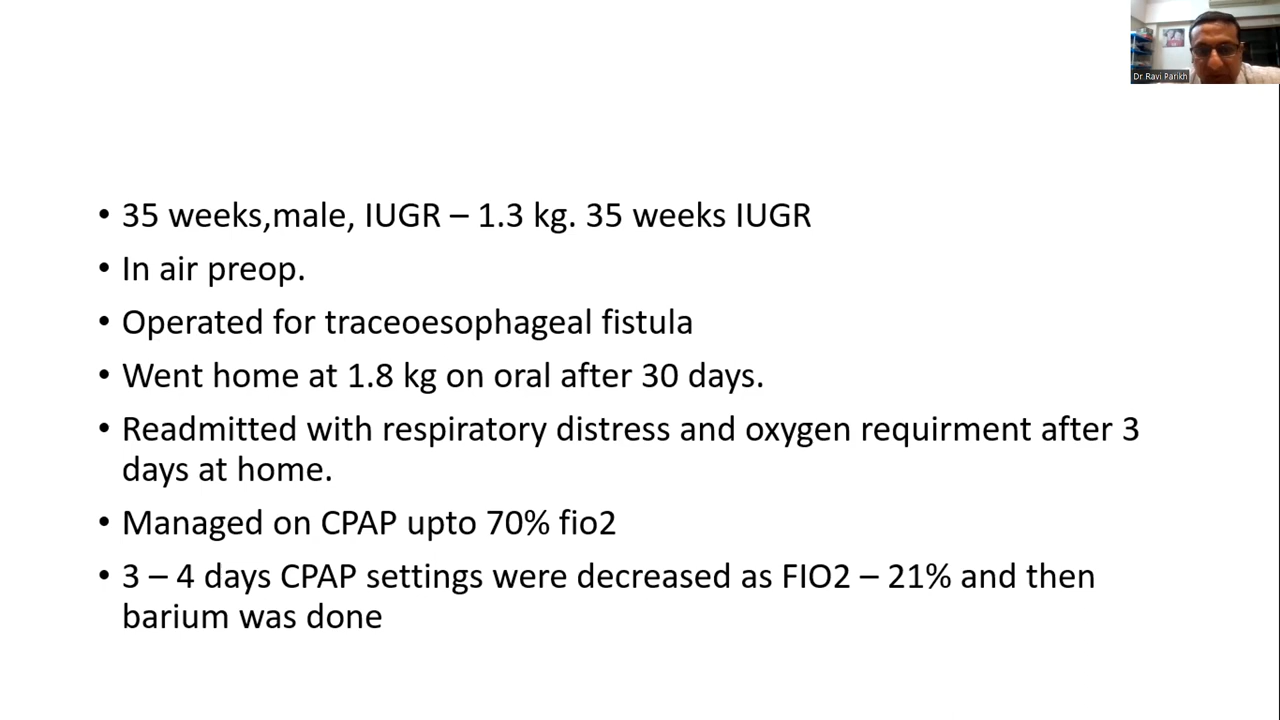 Dr Ravi Parikh
• 35 weeks,male, IUGR – 1.3 kg. 35 weeks IUGR
• In air preop.
• Operated for traceoesophageal fistula
• Went home at 1.8 kg on oral after 30 days.
• Readmitted with respiratory distress and oxygen requirment after 3
days at home.
• Managed on CPAP upto 70% fio2
• 3 – 4 days CPAP settings were decreased as FIO2 – 21% and then
barium was done